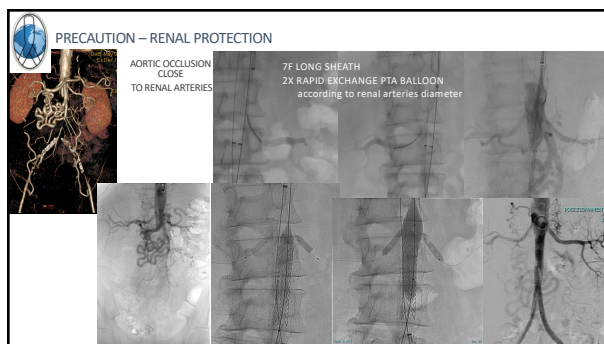 PRECAUTION – RENAL PROTECTION
AORTIC OCCLUSION
CLOSE
TO RENAL ARTERIES
7F LONG SHEATH
2X RAPID EXCHANGE PTA BALLOON
according to renal arteries diameter